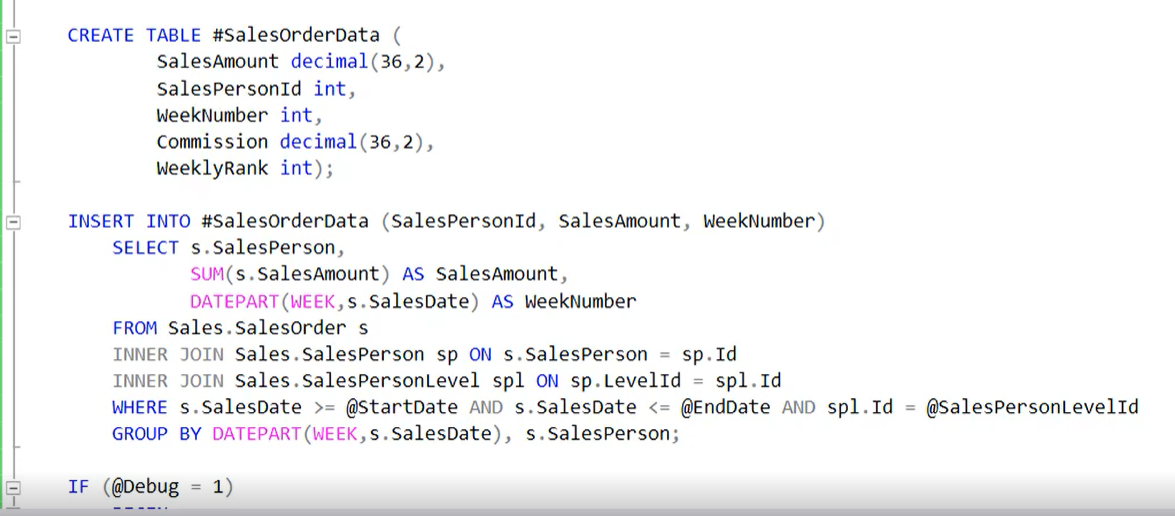 CREATE TABLE #SalesOrderData (
SalesAmount decimal(36,2),
SalesPersonId int,
WeekNumber int,
Commission decimal(36,2),
WeeklyRank int);
INSERT INTO #SalesOrderData (SalesPersonId, SalesAmount, WeekNumber)
SELECT s.SalesPerson,
SUM(s.SalesAmount) AS SalesAmount,
DATEPART(WEEK,s.SalesDate) AS WeekNumber
FROM Sales.SalesOrder s
INNER JOIN Sales.SalesPerson sp ON s.SalesPerson = sp.Id
INNER JOIN Sales.SalesPersonLevel spl ON sp.LevelId = spl.Id
WHERE s.SalesDate >= @StartDate AND s.SalesDate <= @EndDate AND spl.Id = @SalesPersonLevelId
GROUP BY DATEPART(WEEK,s.SalesDate), s.SalesPerson;
IF (@Debug = 1)